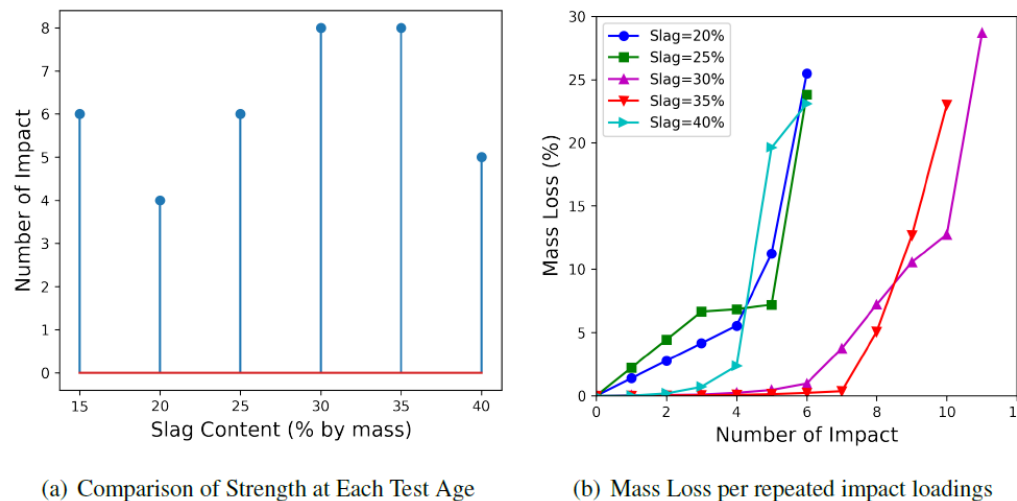 8
7
6
5
4
3
2
1
0
Number of Impact
15 20 25 30 35 40
Slag Content (% by mass)
(a) Comparison of Strength at Each Test Age
30
25
20
15
10
5
0
Mass Loss (%)
Slag=20%
Slag=25%
Slag=30%
Slag=35%
Slag=40%
0 2 4 6 8 10 1
Number of Impact
(b) Mass Loss per repeated impact loadings